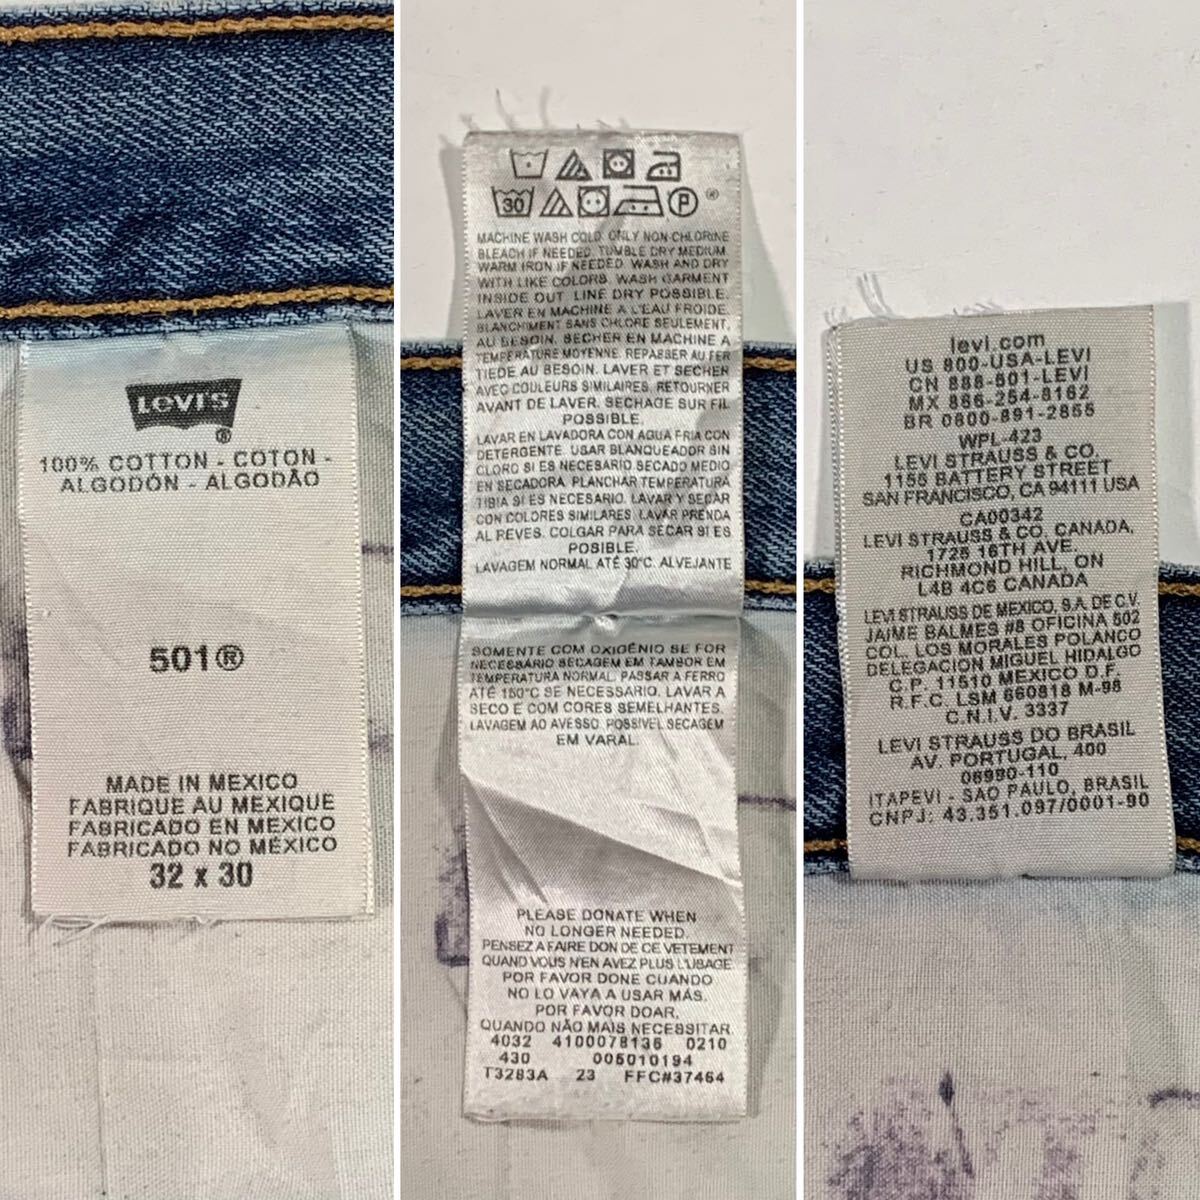 Levi's
®
100% COTTON - COTON -
ALGODÓN - ALGODÃO
501®
MADE IN MEXICO
FABRIQUE AU MEXIQUE
FABRICADO EN MEXICO
FABRICADO NO MÉXICO
32 x 30
30 P ®
MACHINE WASH COLD. ONLY NON-CHLORINE
BLEACH IF NEEDED. TUMBLE DRY MEDIUM.
WARM IRON IF NEEDED. WASH AND DRY
WITH LIKE COLORS. WASH GARMENT
INSIDE OUT. LINE DRY POSSIBLE.
LAVER EN MACHINE A L'EAU FROIDE.
BLANCHIMENT SANS CHLORE SEULEMENT,
AU BESOIN. SECHER EN MACHINE A
TEMPERATURE MOYENNE. REPASSER AU FER
TIEDE AU BESOIN. LAVER ET SECHER
AVEC COULEURS SIMILAIRES. RETOURNER
AVANT DE LAVER. SECHAGE SUR FIL
POSSIBLE.
LAVAR EN LAVADORA CON AGUA FRIA CON
DETERGENTE. USAR BLANQUEADOR SIN
CLORO SI ES NECESARIO SECADO MEDIO
EN SECADORA. PLANCHAR TEMPERATURA
TIBIA SI ES NECESARIO. LAVAR Y SECAR
CON COLORES SIMILARES. LAVAR PRENDA
AL REVES. COLGAR PARA SECAR SI ES
POSIBLE.
LAVAGEM NORMAL ATÉ 30°C. ALVEJANTE
SOMENTE COM OXIGÊNIO SE FOR
NECESSÁRIO SECAGEM EM TAMBOR EM
TEMPERATURA NORMAL. PASSAR A FERRO
ATÉ 150°C SE NECESSÁRIO. LAVAR A
SECO E COM CORES SEMELHANTES.
LAVAGEM AO AVESSO. POSSIVEL SECAGEM
EM VARAL.
PLEASE DONATE WHEN
NO LONGER NEEDED.
PENSEZ A FAIRE DON DE CE VETEMENT
QUAND VOUS N'EN AVEZ PLUS L'USAGE.
POR FAVOR DONE CUANDO
NO LO VAYA A USAR MÁS.
POR FAVOR DOAR,
QUANDO NÃO MAIS NECESSITAR.
4032 4100078136 0210
430 005010194
T3283A 23 FFC#37464
levi.com
US 800-USA-LEVI
CN 888-501-LEVI
MX 866-254-8162
BR 0800-891-2855
WPL-423
LEVI STRAUSS & CO.
1155 BATTERY STREET
SAN FRANCISCO, CA 94111 USA
CA00342
LEVI STRAUSS & CO. CANADA,
1725 16TH AVE.
RICHMOND HILL, ON
L4B 4C6 CANADA
LEVI STRAUSS DE MEXICO, S.A. DE C.V.
JAIME BALMES #8 OFICINA 502
COL. LOS MORALES POLANCO
DELEGACION MIGUEL HIDALGO
C.P. 11510 MEXICO D.F.
R.F.C. LSM 660818 M-98
C.N.I.V. 3337
LEVI STRAUSS DO BRASIL
AV. PORTUGAL, 400
06690-110
ITAPEVI - SAO PAULO, BRASIL
CNPJ: 43.351.097/0001-90